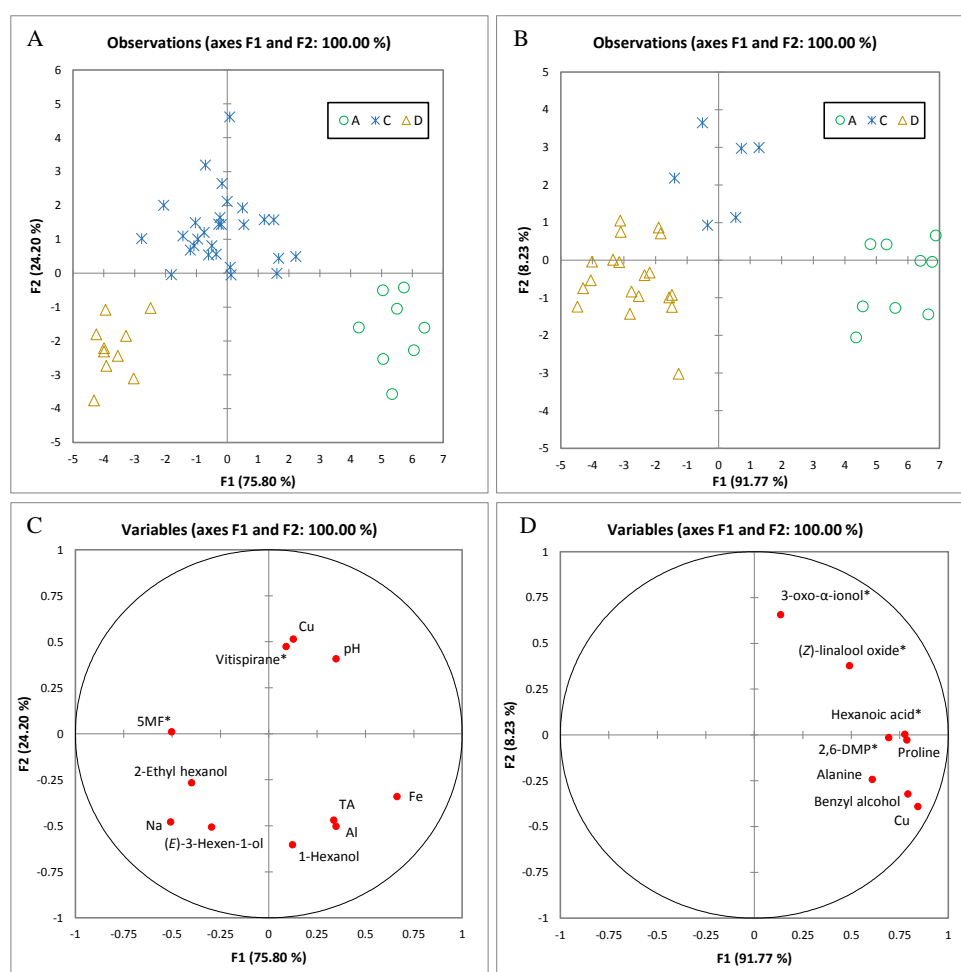 A
Observations (axes F1 and F2: 100.00 %)
A C D
6
5
4
3
2
1
0
-1
-2
-3
-4
-5
F2 (24.20 %)
-5 -4 -3 -2 -1 0 1 2 3 4 5 6 7
F1 (75.80 %)
B
Observations (axes F1 and F2: 100.00 %)
A C D
5
4
3
2
1
0
-1
-2
-3
-4
-5
F2 (8.23 %)
-5 -4 -3 -2 -1 0 1 2 3 4 5 6 7
F1 (91.77 %)
C
Variables (axes F1 and F2: 100.00 %)
1
0.75
0.5
0.25
0
-0.25
-0.5
-0.75
-1
F2 (24.20 %)
Cu
Vitispirane*
pH
5MF*
2-Ethyl hexanol
Fe
TA
Na
Al
(E)-3-Hexen-1-ol
1-Hexanol
-1 -0.75 -0.5 -0.25 0 0.25 0.5 0.75 1
F1 (75.80 %)
D
Variables (axes F1 and F2: 100.00 %)
1
0.75
0.5
0.25
0
-0.25
-0.5
-0.75
-1
F2 (8.23 %)
3-oxo-α-ionol*
(Z)-linalool oxide*
Hexanoic acid*
2,6-DMP* Proline
Alanine
Benzyl alcohol
Cu
-1 -0.75 -0.5 -0.25 0 0.25 0.5 0.75 1
F1 (91.77 %)